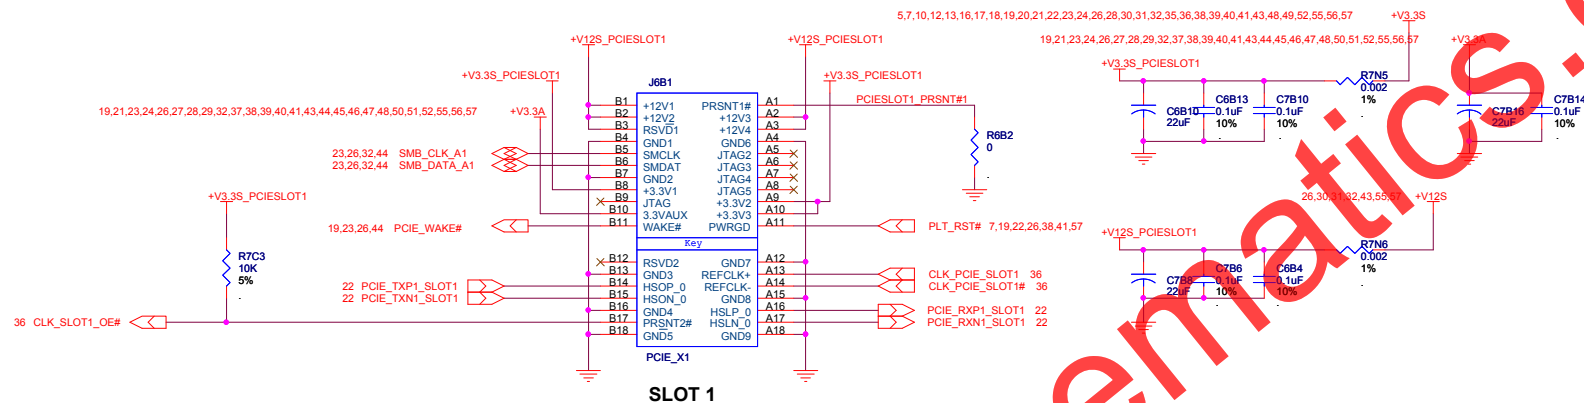 5,7,10,12,13,16,17,18,19,20,21,22,23,24,26,28,30,31,32,35,36,38,39,40,41,43,48,49,52,55,56,57
+V3.3S
+V12S_PCIESLOT1
+V12S_PCIESLOT1
19,21,23,24,26,27,28,29,32,37,38,39,40,41,43,44,45,46,47,48,50,51,52,55,56,57
+V3.3A
+V3.3S_PCIESLOT1
+V3.3S_PCIESLOT1
+V3.3S_PCIESLOT1
J6B1
19,21,23,24,26,27,28,29,32,37,38,39,40,41,43,44,45,46,47,48,50,51,52,55,56,57
+V3.3A
PCIESLOT1_PRSNT#1
R6B2
0
R7N5
0.002
1%
C6B10
22uF
C6B13
0.1uF
10%
C7B10
0.1uF
10%
C7B16
22uF
C7B14
0.1uF
10%
B1 +12V1 PRSNT1# A1
B2 +12V2 +12V3 A2
B3 RSVD1 +12V4 A3
B4 GND1 GND6 A4
23,26,32,44 SMB_CLK_A1 B5 SMCLK JTAG2 A5
23,26,32,44 SMB_DATA_A1 B6 SMDAT JTAG3 A6
B7 GND2 JTAG4 A7
B8 +3.3V1 JTAG5 A8
B9 JTAG +3.3V2 A9
B10 3.3VAUX +3.3V3 A10
19,23,26,44 PCIE_WAKE# B11 WAKE# PWRGD A11 PLT_RST# 7,19,22,26,38,41,57
Key
B12 RSVD2 GND7 A12
B13 GND3 REFCLK+ A13 CLK_PCIE_SLOT1 36
22 PCIE_TXP1_SLOT1 B14 HSOP_0 REFCLK- A14 CLK_PCIE_SLOT1# 36
22 PCIE_TXN1_SLOT1 B15 HSON_0 GND8 A15
B16 GND4 HSLP_0 A16 PCIE_RXP1_SLOT1 22
36 CLK_SLOT1_OE# B17 PRSNT2# HSLN_0 A17 PCIE_RXN1_SLOT1 22
B18 GND5 GND9 A18
+V3.3S_PCIESLOT1
R7C3
10K
5%
26,30,31,32,43,55,57
+V12S
+V12S_PCIESLOT1
R7N6
0.002
1%
22uF
C7B6
0.1uF
10%
C6B4
0.1uF
10%
PCIE_X1
SLOT 1